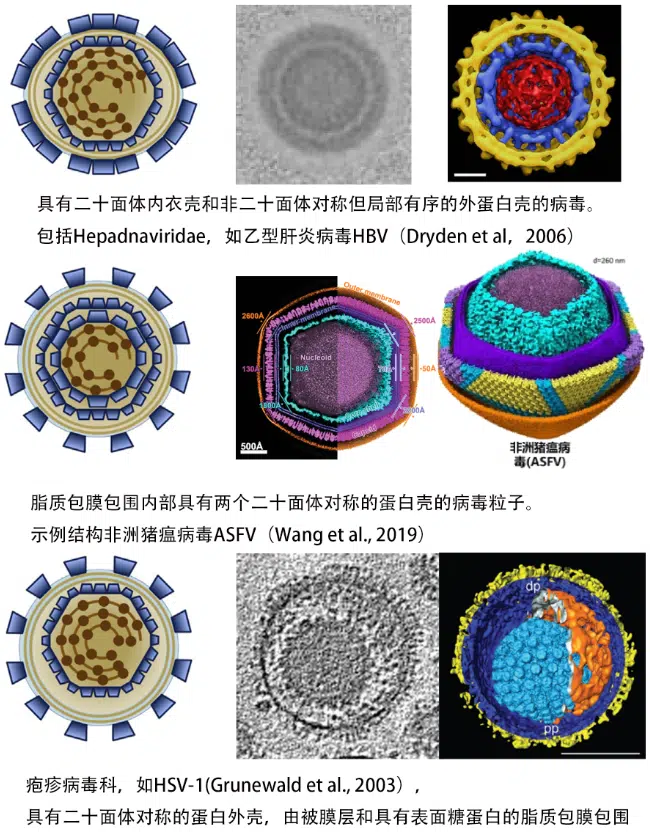 具有二十面体内衣壳和非二十面体对称但局部有序的外蛋白壳的病毒。
包括Hepadnaviridae，如乙型肝炎病毒HBV（Dryden et al，2006）
Outer membrane
Inner membrane
2600Å
2500Å
Nucleoid
130Å
80Å
70Å
50Å
500Å
d=260 nm
非洲猪瘟病
毒(ASFV)
脂质包膜包围内部具有两个二十面体对称的蛋白壳的病毒粒子。
示例结构非洲猪瘟病毒ASFV（Wang et al., 2019）
dp
pp
疱疹病毒科，如HSV-1(Grunewald et al., 2003)，
具有二十面体对称的蛋白外壳，由被膜层和具有表面糖蛋白的脂质包膜包围